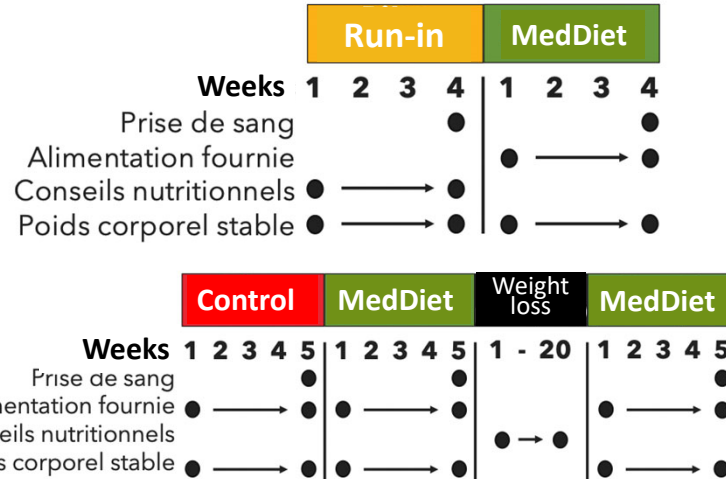 Run-in MedDiet
Weeks 1 2 3 4 1 2 3 4
Prise de sang
Alimentation fournie
Conseils nutritionnels
Poids corporel stable
Control MedDiet Weight loss MedDiet
Weeks 1 2 3 4 5 1 2 3 4 5 1 - 20 1 2 3 4 5
Prise de sang
mentation fournie
seils nutritionnels
s corporel stable